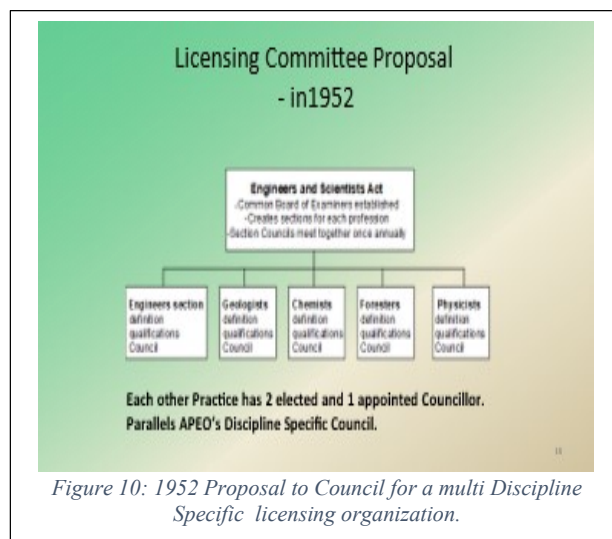 Licensing Committee Proposal
- in1952
Engineers and Scientists Act
-Common Board of Examiners established
-Creates sections for each profession
-Section Councils meet together once annually
Engineers section
definition
qualifications
Council
Geologists
definition
qualifications
Council
Chemists
definition
qualifications
Council
Foresters
definition
qualifications
Council
Physicists
definition
qualifications
Council
Each other Practice has 2 elected and 1 appointed Councillor.
Parallels APEO's Discipline Specific Council.
Figure 10: 1952 Proposal to Council for a multi Discipline
Specific licensing organization.